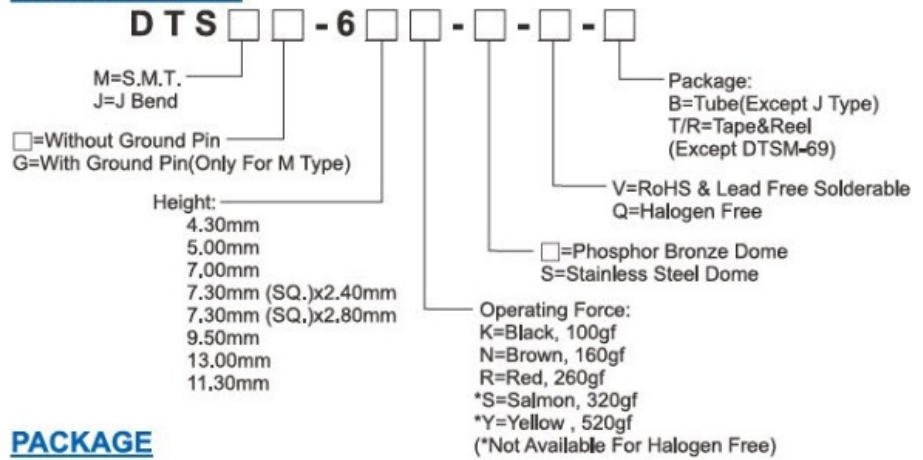 DTS□□-6□□-□-□-□
M=S.M.T.
J=J Bend
□=Without Ground Pin
G=With Ground Pin(Only For M Type)
Height:
4.30mm
5.00mm
7.00mm
7.30mm (SQ.)x2.40mm
7.30mm (SQ.)x2.80mm
9.50mm
13.00mm
11.30mm
Operating Force:
K=Black, 100gf
N=Brown, 160gf
R=Red, 260gf
*S=Salmon, 320gf
*Y=Yellow , 520gf
(*Not Available For Halogen Free)
□=Phosphor Bronze Dome
S=Stainless Steel Dome
V=RoHS & Lead Free Solderable
Q=Halogen Free
Package:
B=Tube(Except J Type)
T/R=Tape&Reel
(Except DTSM-69)
PACKAGE